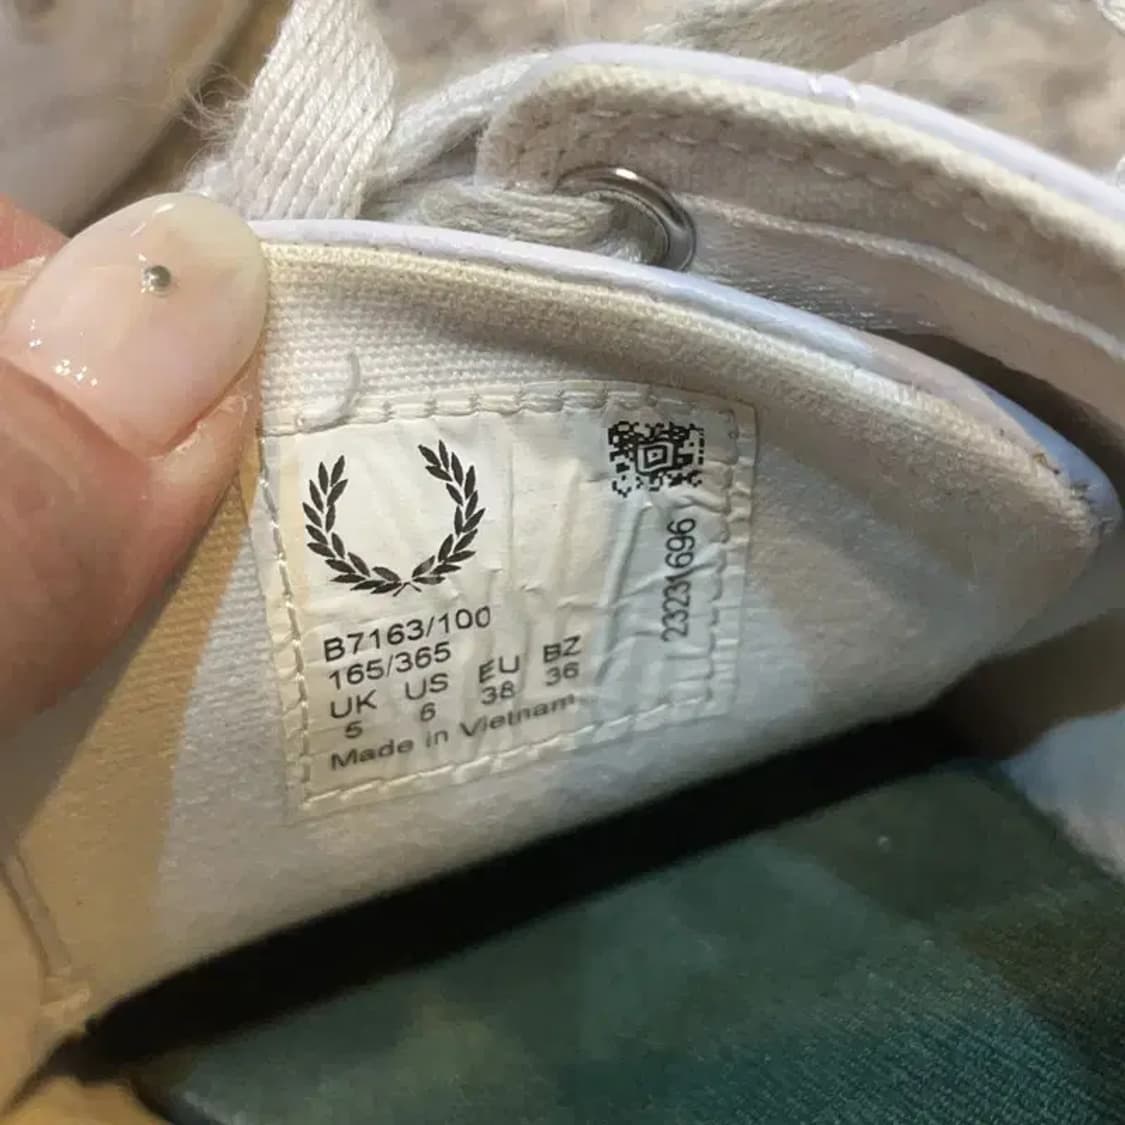 B7163/100
165/365
UK US EU BZ
5 6 38 36
Made in Vietnam
23231696